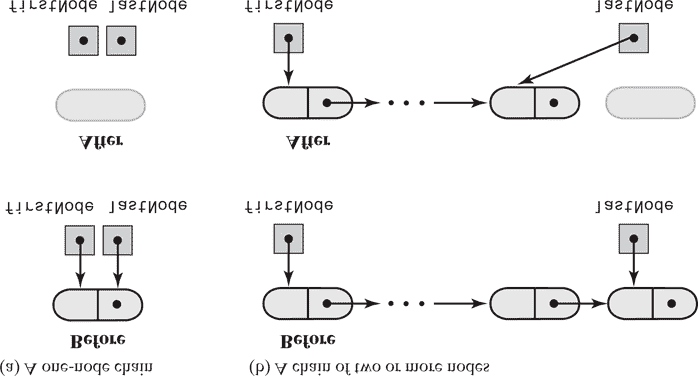 (a) A one-node chain
(b) A chain of two or more nodes
Before
Before
firstNode lastNode
firstNode
lastNode
After
After
firstNode lastNode
firstNode
lastNode